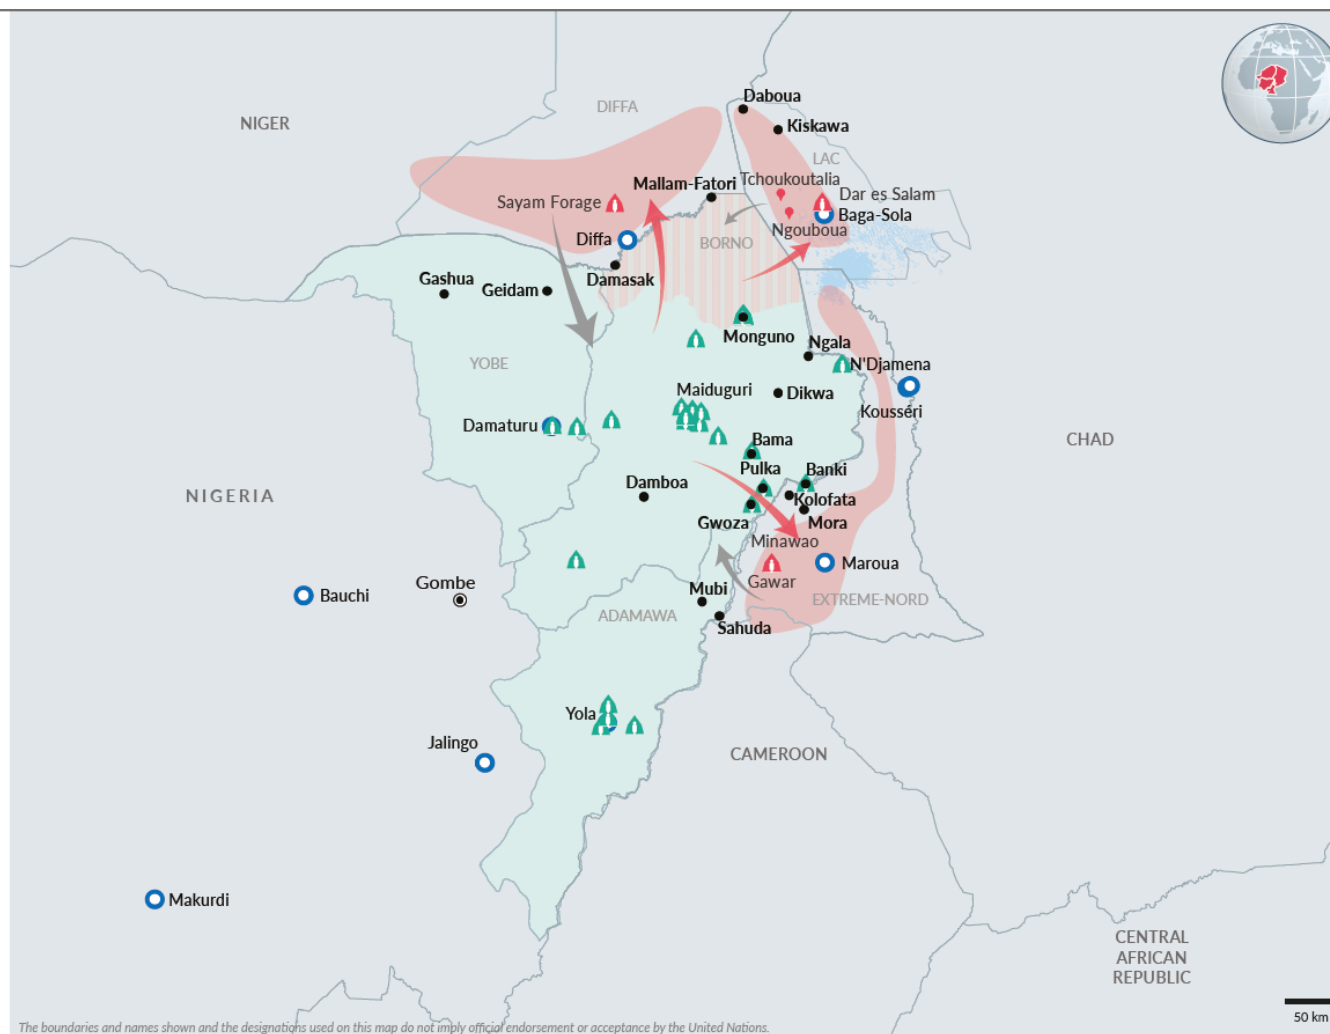 Daboua
DIFFA
NIGER
Kiskawa
LAC
Tchoukoutalia
Mallam-Fatori
Dar es Salam
Sayam Forage
Baga-Sola
Ngouboua
Diffa
BORNO
Damasak
Gashua
Geidam
Monguno
Ngala
YOBE
N'Djamena
Maiduguri
Dikwa
Kousséri
Damaturu
Bama
CHAD
Pulka
Banki
Damboa
NIGERIA
Kolofata
Gwoza
Mora
Minawao
Maroua
Gombe
Gawar
Mubi
Bauchi
EXTREME-NORD
ADAMAWA
Sahuda
Yola
Jalingo
CAMEROON
Makurdi
CENTRAL
AFRICAN
REPUBLIC
50 km
The boundaries and names shown and the designations used on this map do not imply official endorsement or acceptance by the United Nations.